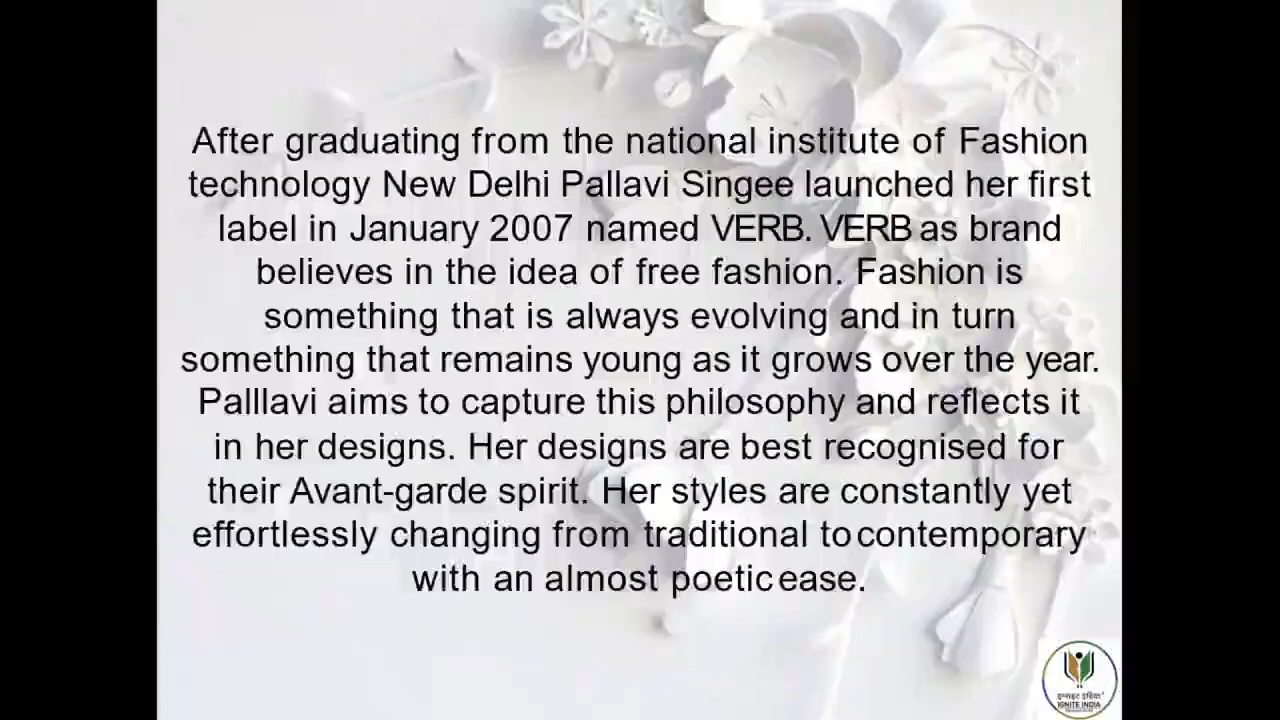 After graduating from the national institute of Fashion
technology New Delhi Pallavi Singee launched her first
label in January 2007 named VERB. VERB as brand
believes in the idea of free fashion. Fashion is
something that is always evolving and in turn
something that remains young as it grows over the year.
Palllavi aims to capture this philosophy and reflects it
in her designs. Her designs are best recognised for
their Avant-garde spirit. Her styles are constantly yet
effortlessly changing from traditional to contemporary
with an almost poetic ease.
इग्नाइट इंडिया
IGNITE INDIA